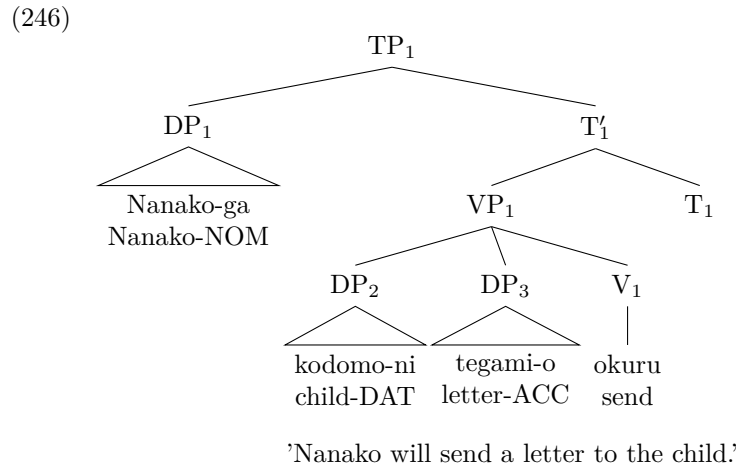 (246)
TP₁
DP₁ T′₁
Nanako-ga
Nanako-NOM
VP₁ T₁
DP₂ DP₃ V₁
kodomo-ni tegami-o okuru
child-DAT letter-ACC send
'Nanako will send a letter to the child.'